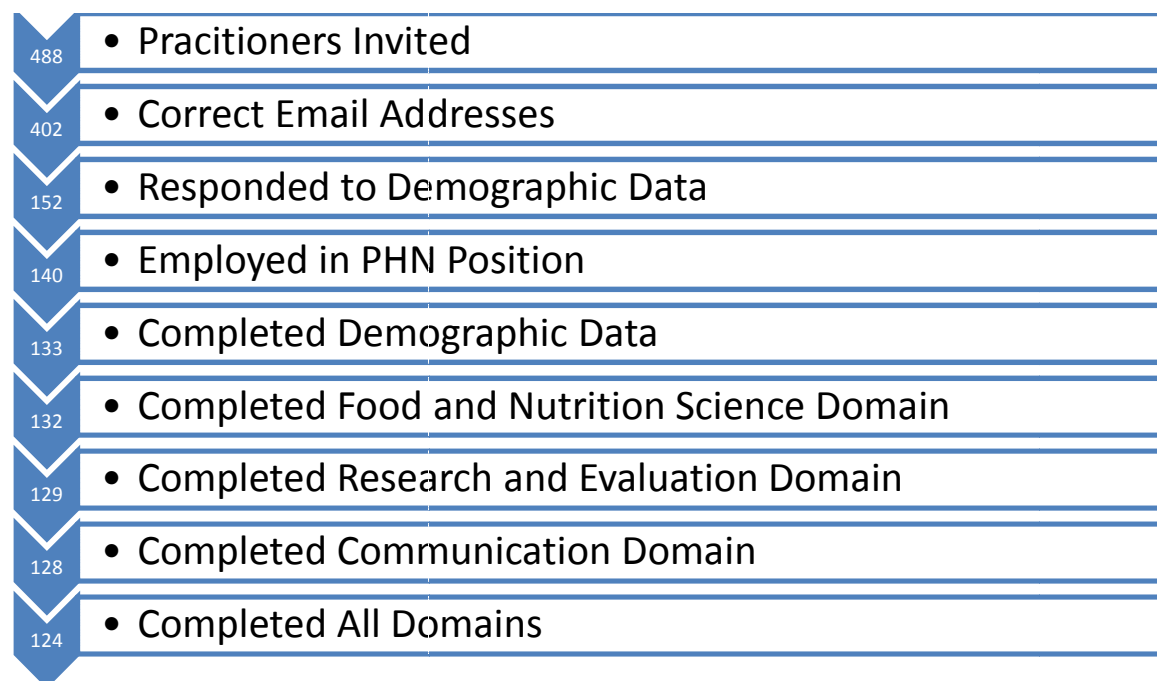 488 • Pracitioners Invited
402 • Correct Email Addresses
152 • Responded to Demographic Data
140 • Employed in PHN Position
133 • Completed Demographic Data
132 • Completed Food and Nutrition Science Domain
129 • Completed Research and Evaluation Domain
128 • Completed Communication Domain
124 • Completed All Domains